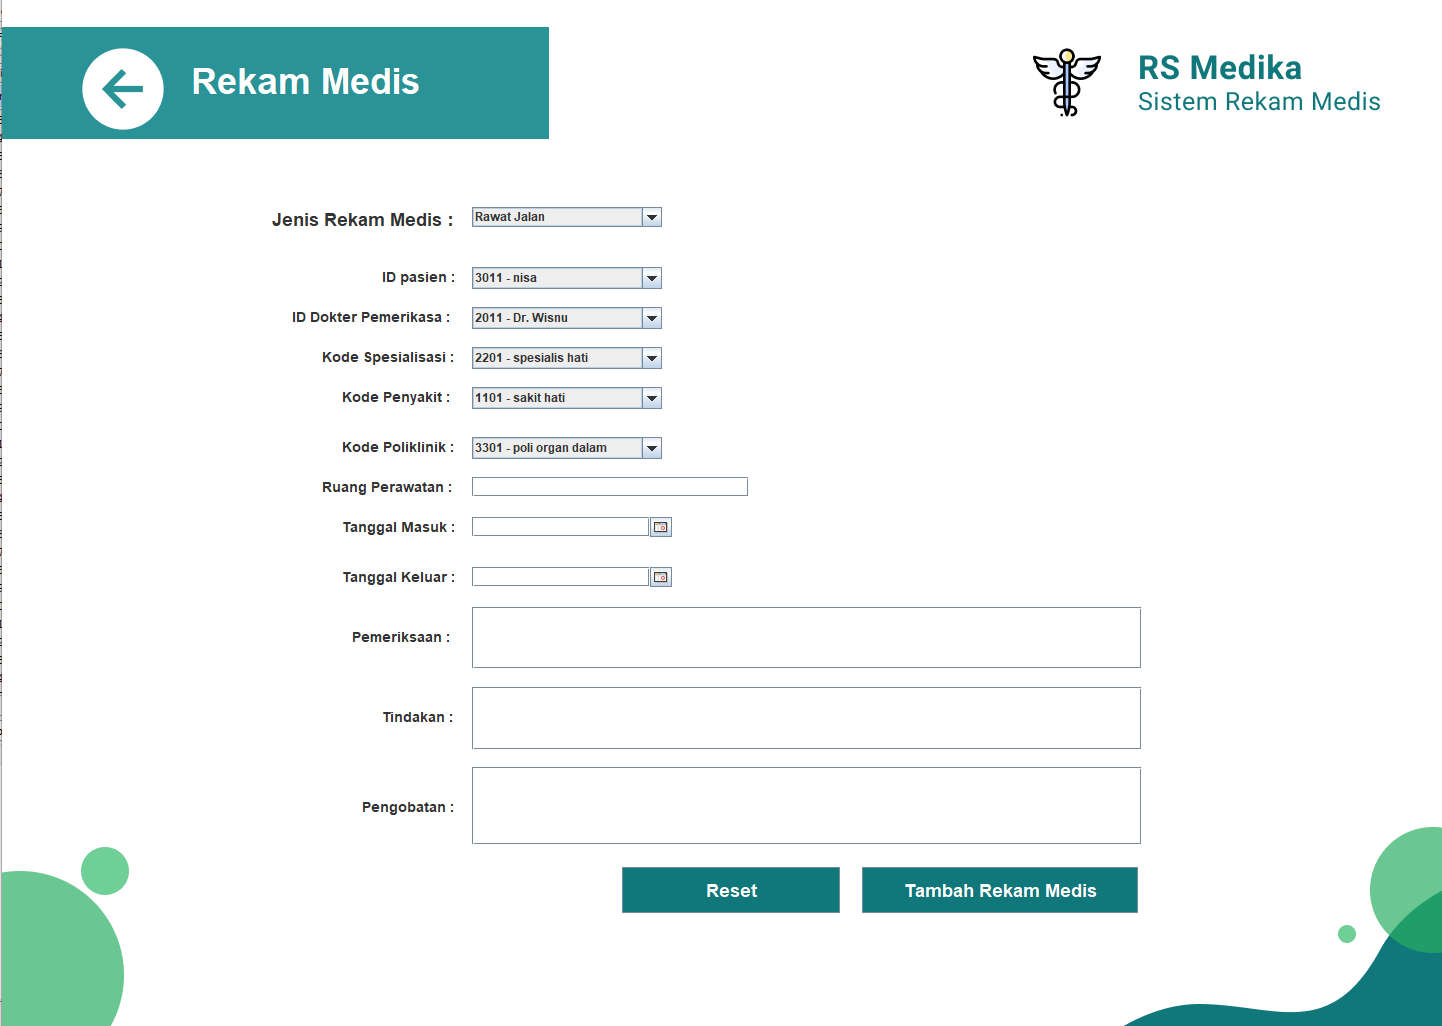 Rekam Medis
RS Medika
Sistem Rekam Medis
Jenis Rekam Medis : Rawat Jalan
ID pasien : 3011 - nisa
ID Dokter Pemerikasa : 2011 - Dr. Wisnu
Kode Spesialisasi : 2201 - spesialis hati
Kode Penyakit : 1101 - sakit hati
Kode Poliklinik : 3301 - poli organ dalam
Ruang Perawatan :
Tanggal Masuk :
Tanggal Keluar :
Pemeriksaan :
Tindakan :
Pengobatan :
Reset
Tambah Rekam Medis